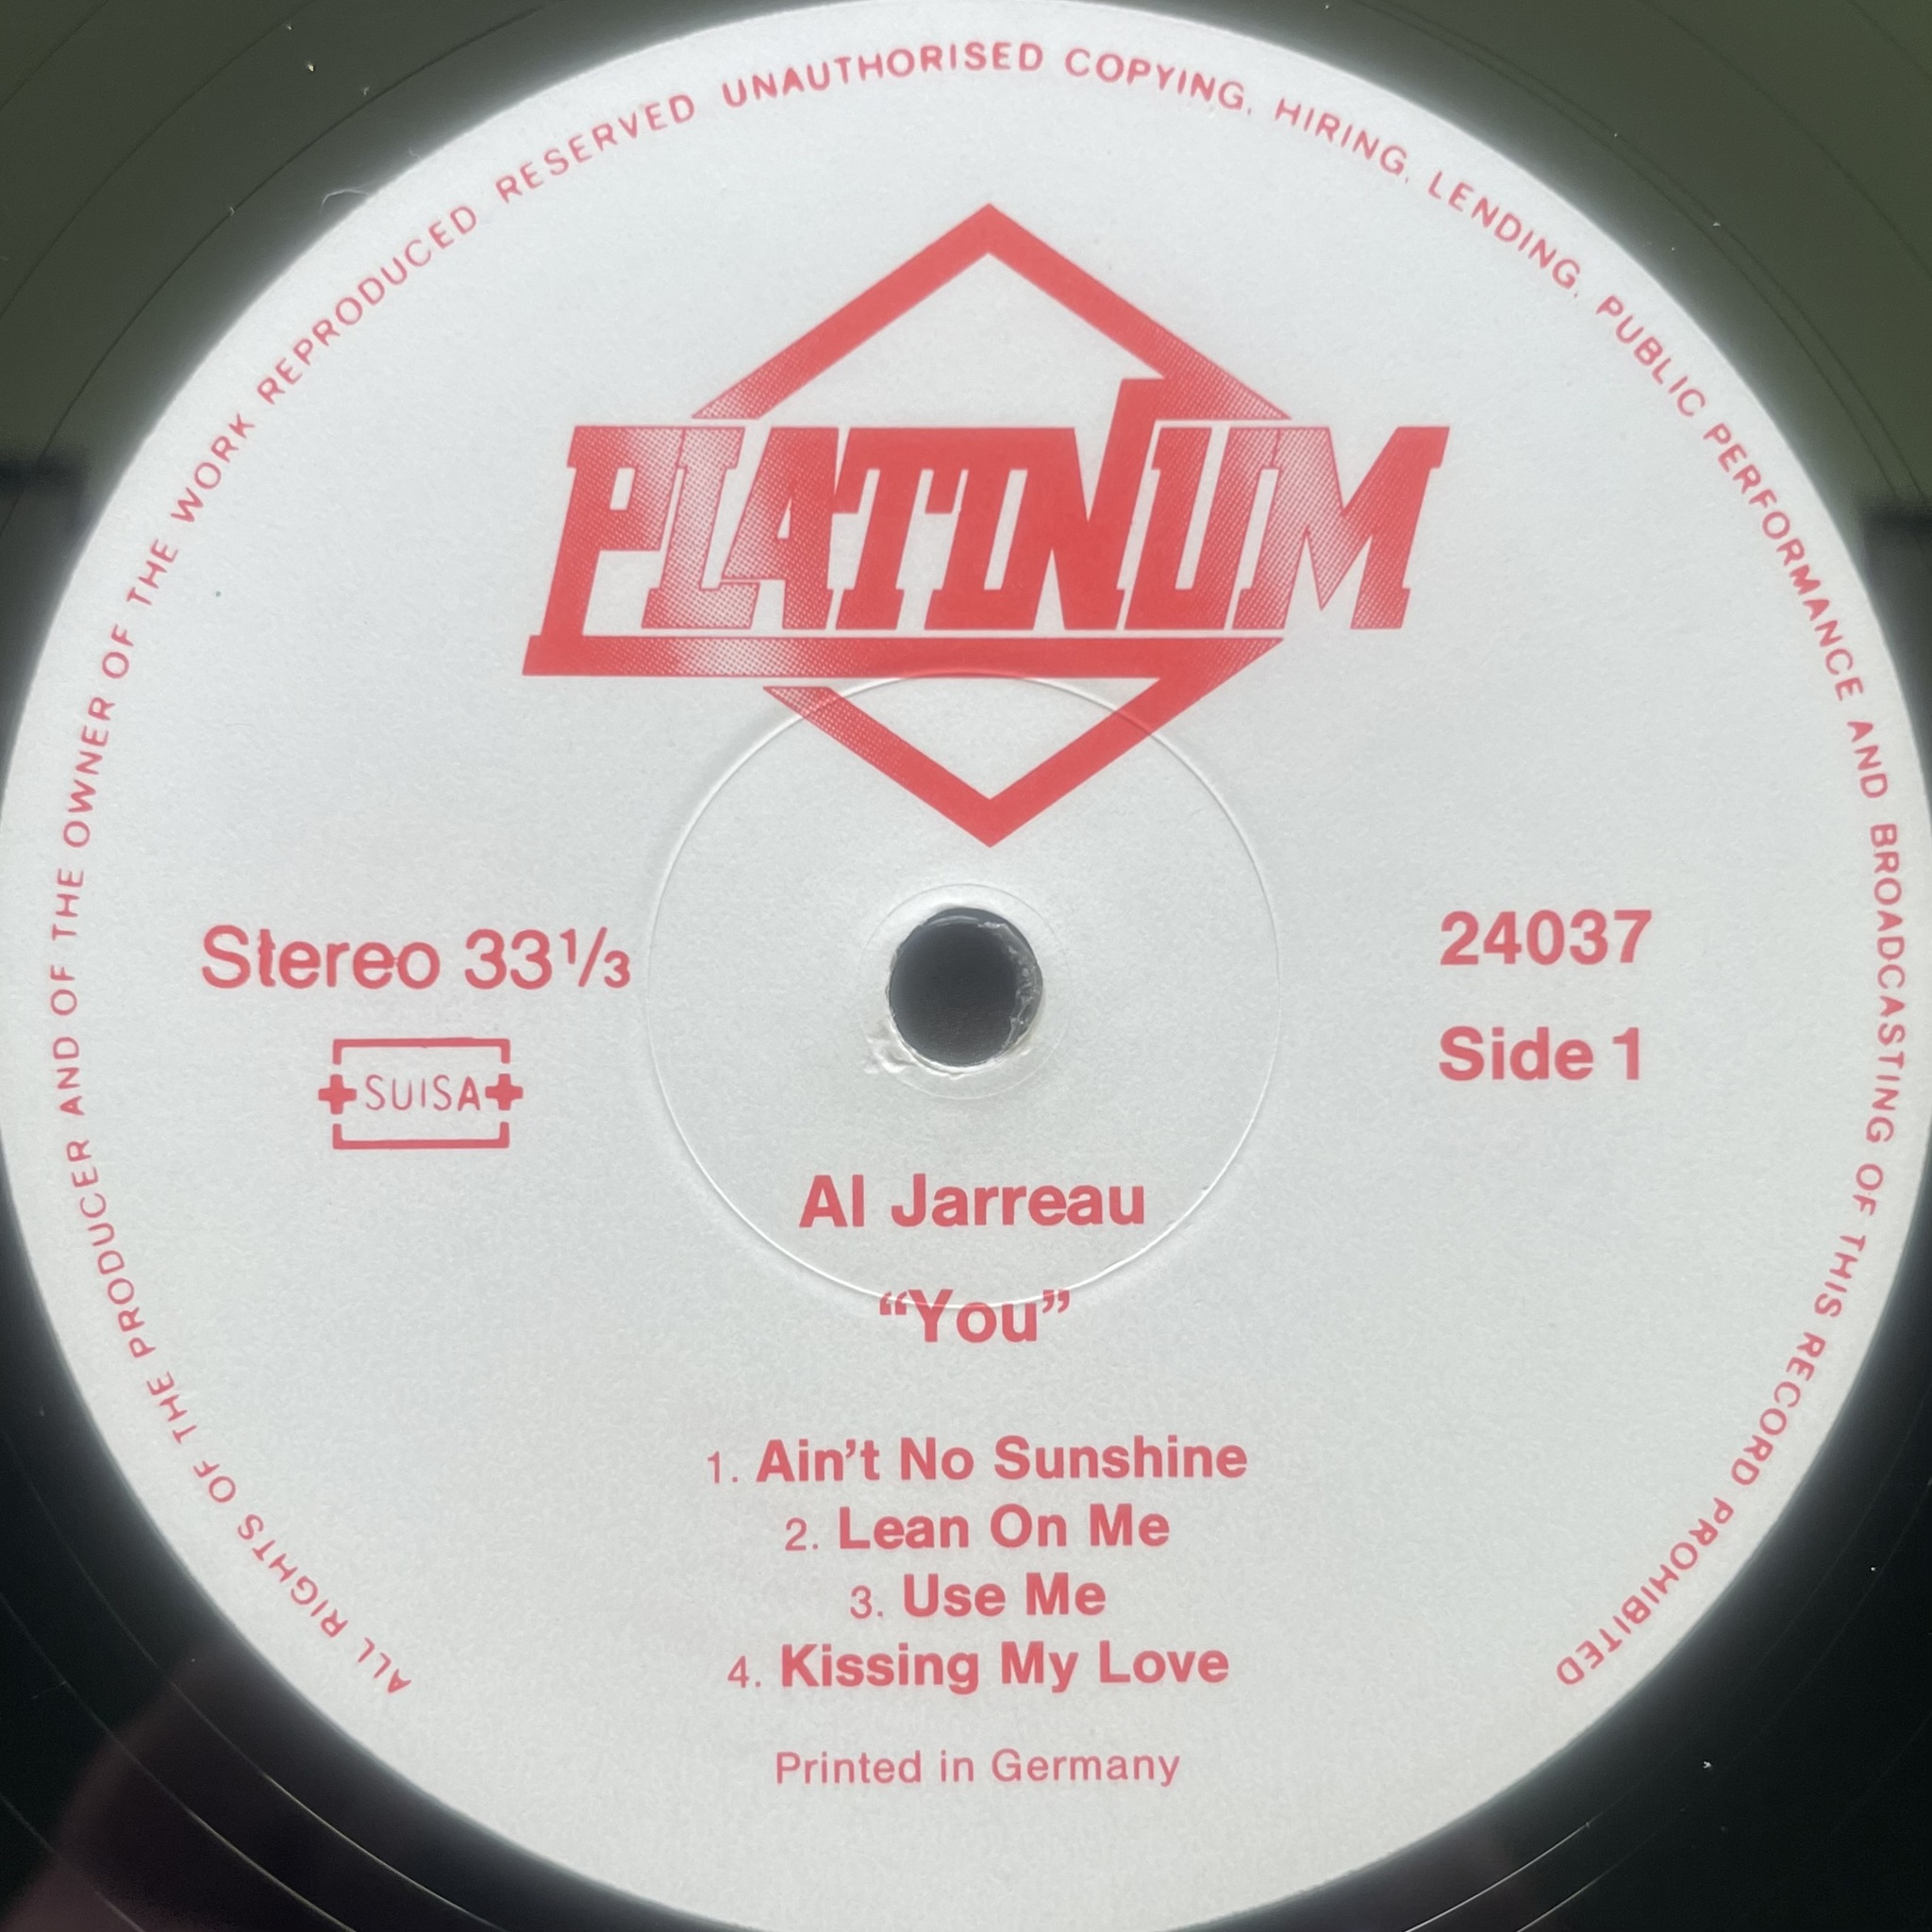 ALL RIGHTS OF THE PRODUCER AND OF THE OWNER OF THE WORK REPRODUCED RESERVED UNAUTHORISED COPYING, HIRING, LENDING, PUBLIC PERFORMANCE AND BROADCASTING OF THIS RECORD PROHIBITED
PLATINUM
Stereo 33⅓
24037
SUISA
Side 1
Al Jarreau
“You”
1. Ain’t No Sunshine
2. Lean On Me
3. Use Me
4. Kissing My Love
Printed in Germany